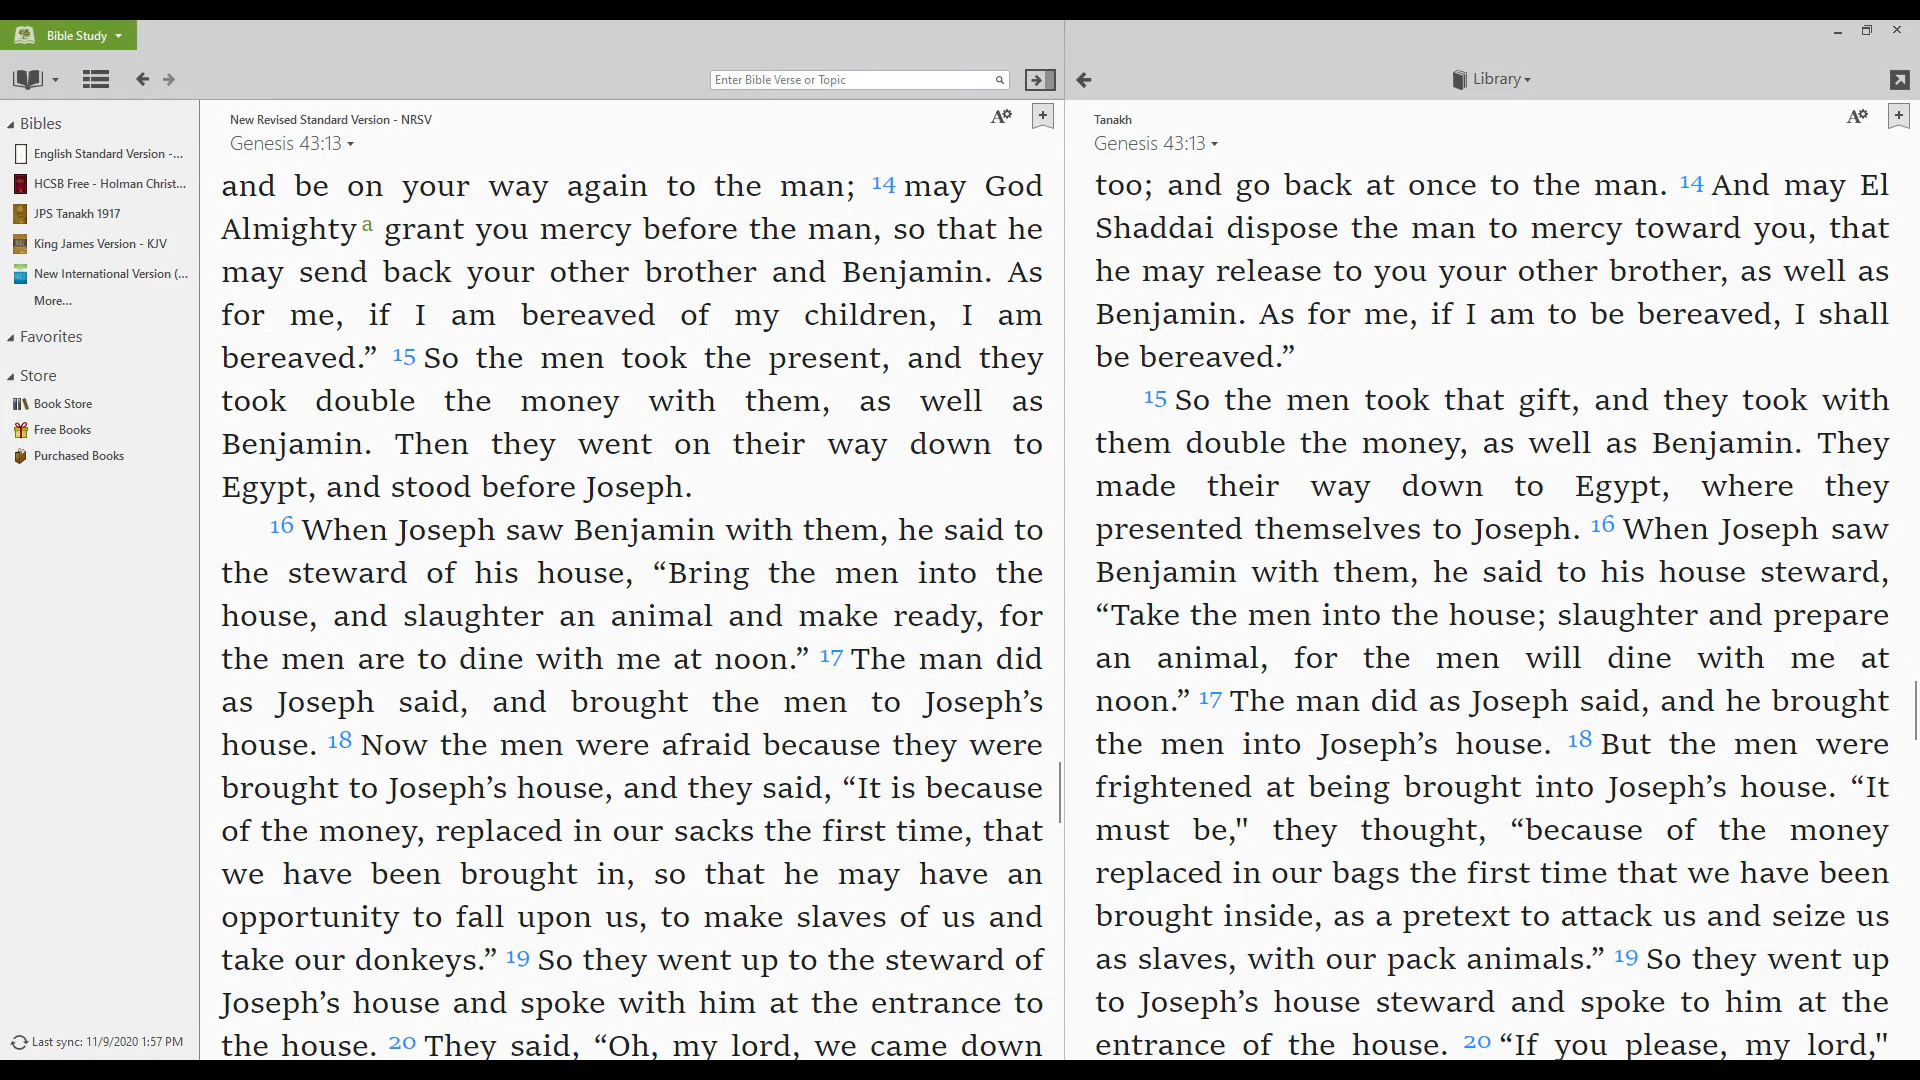 Bible Study
Enter Bible Verse or Topic
Library
Bibles
English Standard Version -...
HCSB Free - Holman Christ...
JPS Tanakh 1917
King James Version - KJV
New International Version (...
More...
Favorites
Store
Book Store
Free Books
Purchased Books
Last sync: 11/9/2020 1:57 PM
New Revised Standard Version - NRSV
Genesis 43:13
and be on your way again to the man; 14 may God
Almighty a grant you mercy before the man, so that he
may send back your other brother and Benjamin. As
for me, if I am bereaved of my children, I am
bereaved.” 15 So the men took the present, and they
took double the money with them, as well as
Benjamin. Then they went on their way down to
Egypt, and stood before Joseph.
16 When Joseph saw Benjamin with them, he said to
the steward of his house, “Bring the men into the
house, and slaughter an animal and make ready, for
the men are to dine with me at noon.” 17 The man did
as Joseph said, and brought the men to Joseph’s
house. 18 Now the men were afraid because they were
brought to Joseph’s house, and they said, “It is because
of the money, replaced in our sacks the first time, that
we have been brought in, so that he may have an
opportunity to fall upon us, to make slaves of us and
take our donkeys.” 19 So they went up to the steward of
Joseph’s house and spoke with him at the entrance to
the house. 20 They said, “Oh, my lord, we came down
Tanakh
Genesis 43:13
too; and go back at once to the man. 14 And may El
Shaddai dispose the man to mercy toward you, that
he may release to you your other brother, as well as
Benjamin. As for me, if I am to be bereaved, I shall
be bereaved.”
15 So the men took that gift, and they took with
them double the money, as well as Benjamin. They
made their way down to Egypt, where they
presented themselves to Joseph. 16 When Joseph saw
Benjamin with them, he said to his house steward,
“Take the men into the house; slaughter and prepare
an animal, for the men will dine with me at
noon.” 17 The man did as Joseph said, and he brought
the men into Joseph’s house. 18 But the men were
frightened at being brought into Joseph’s house. “It
must be," they thought, “because of the money
replaced in our bags the first time that we have been
brought inside, as a pretext to attack us and seize us
as slaves, with our pack animals.” 19 So they went up
to Joseph’s house steward and spoke to him at the
entrance of the house. 20 “If you please, my lord,"